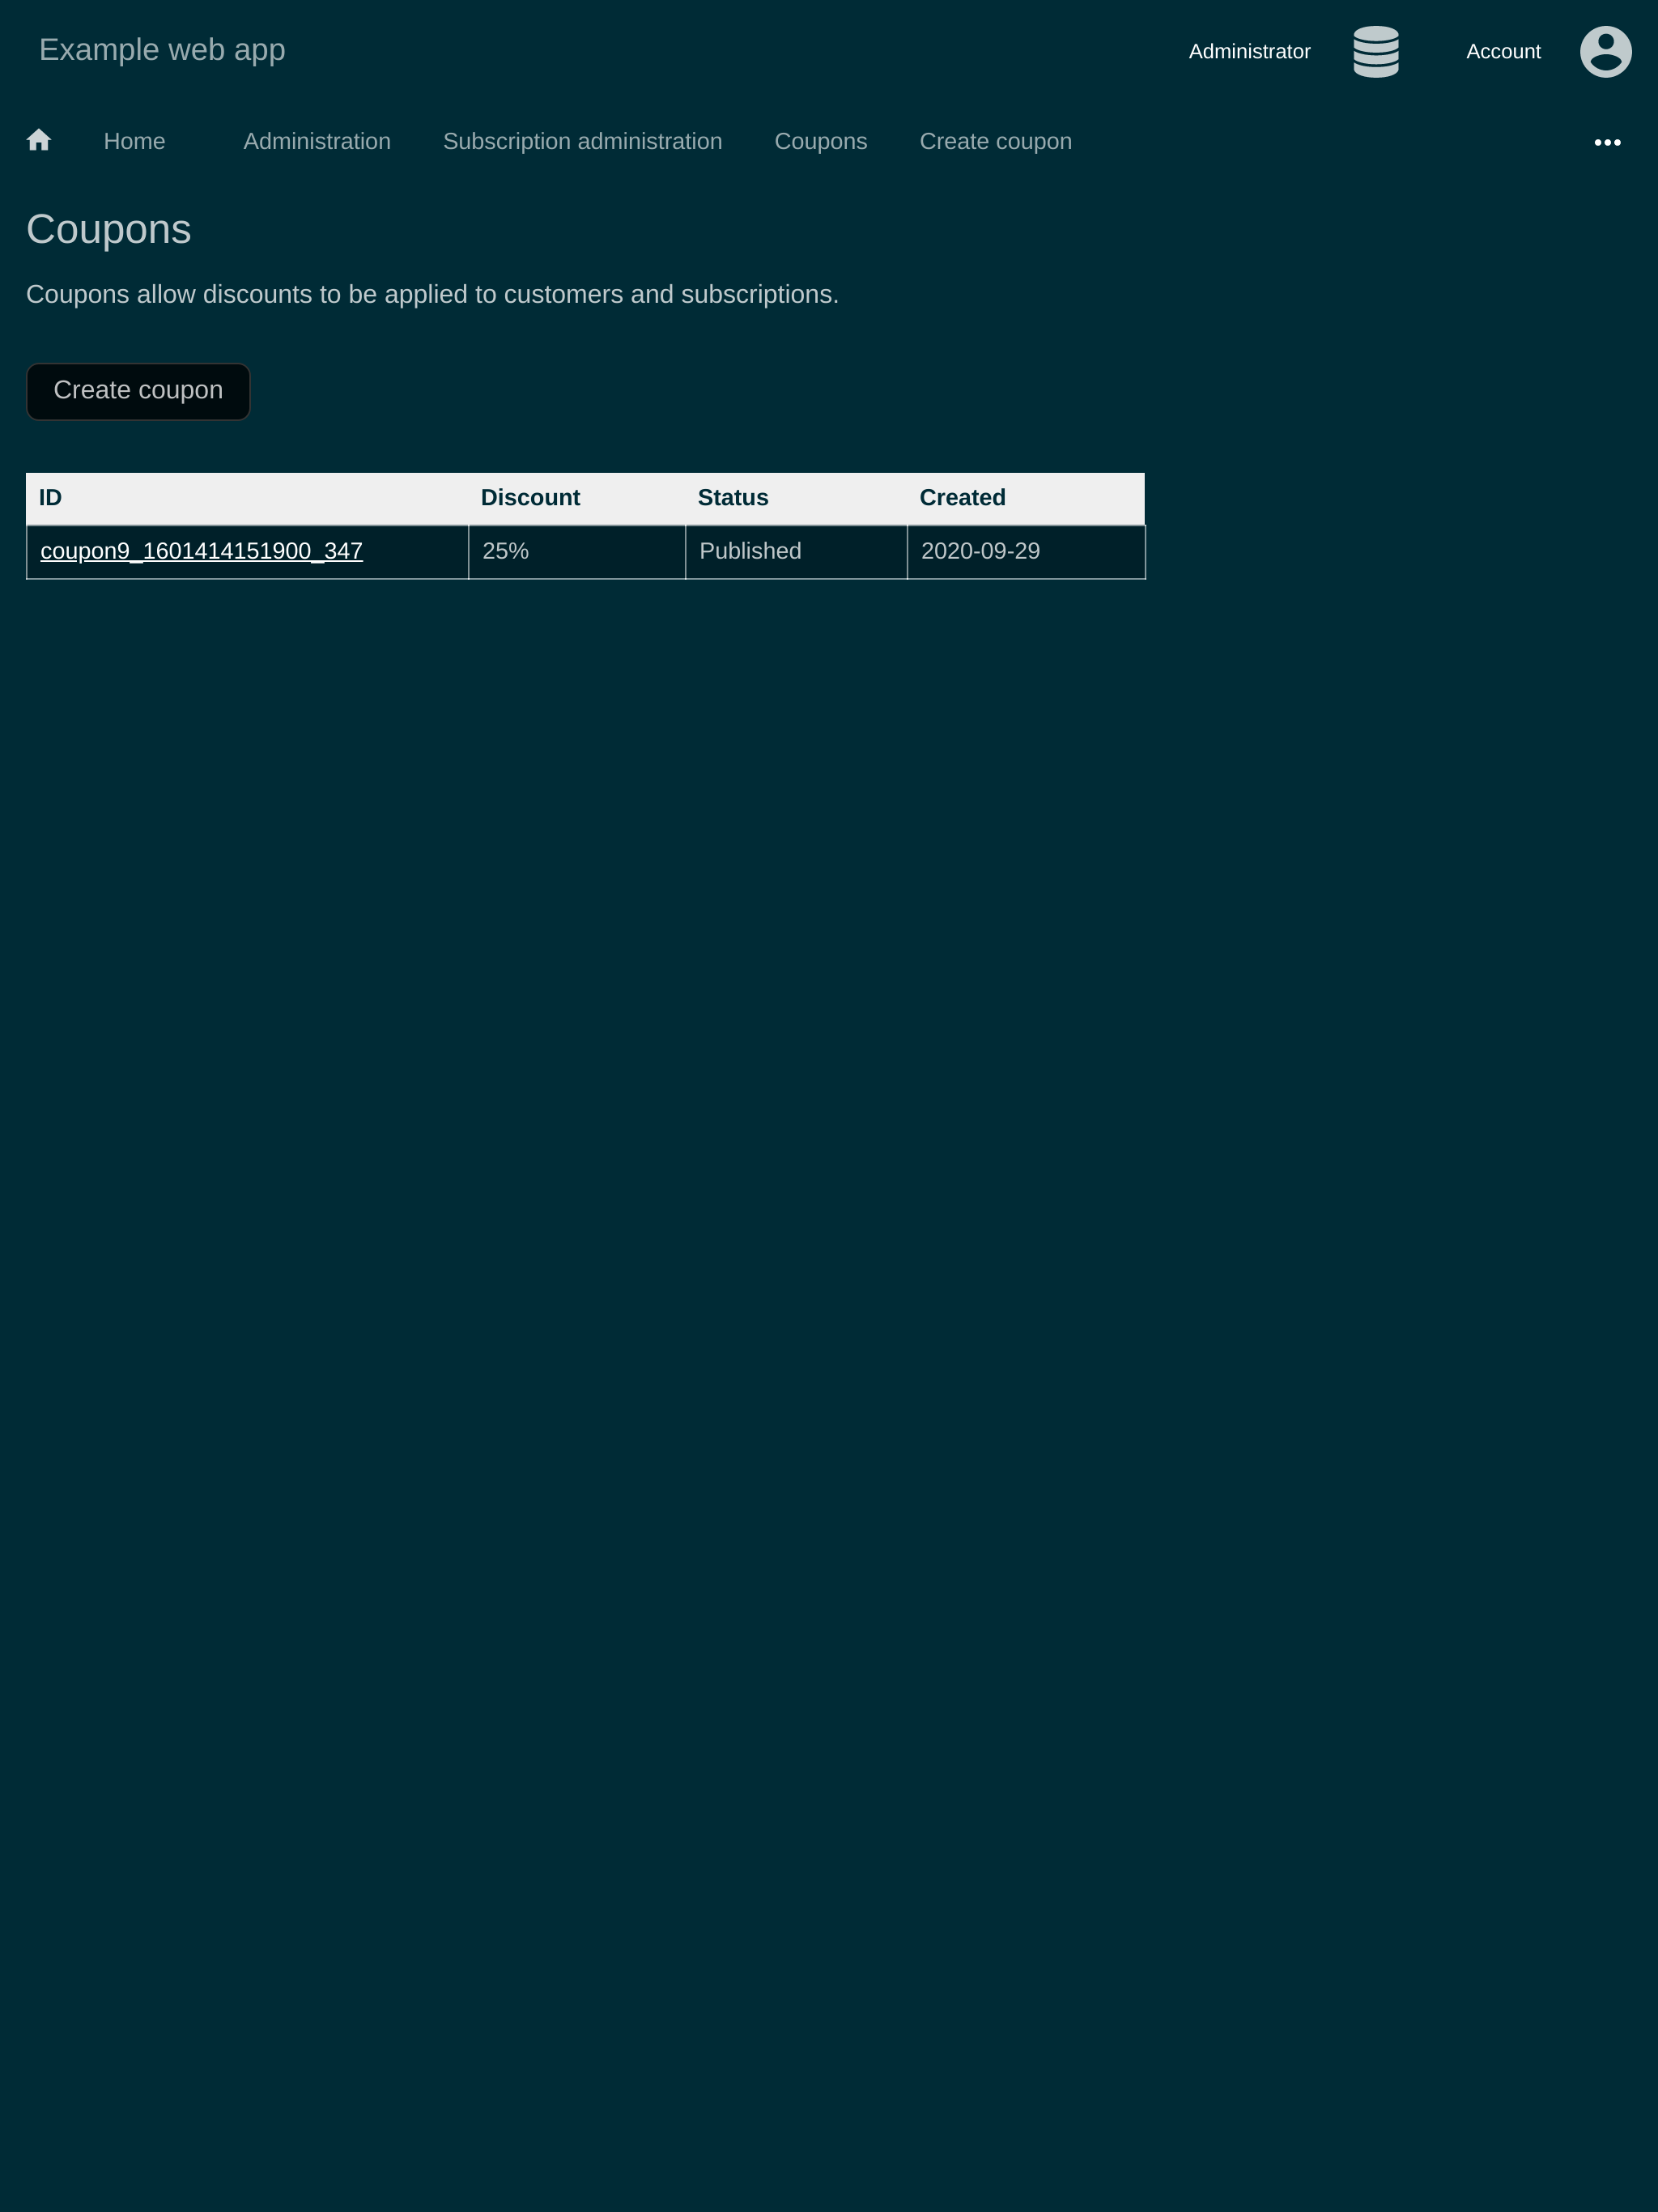 Example web app Administrator Account
Home Administration Subscription administration Coupons Create coupon •••
Coupons
Coupons allow discounts to be applied to customers and subscriptions.
Create coupon
ID Discount Status Created
coupon9_1601414151900_347 25% Published 2020-09-29